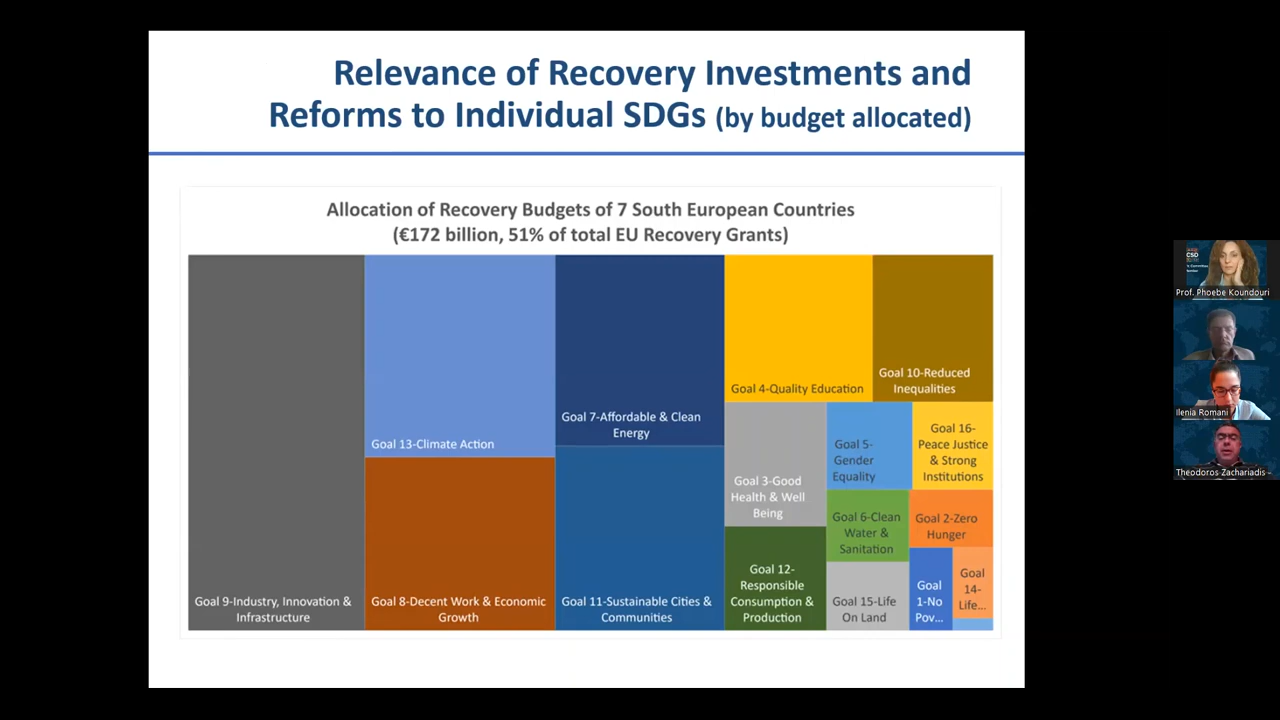 Relevance of Recovery Investments and
Reforms to Individual SDGs (by budget allocated)
Allocation of Recovery Budgets of 7 South European Countries
(€172 billion, 51% of total EU Recovery Grants)
Goal 9-Industry, Innovation &
Infrastructure
Goal 13-Climate Action
Goal 8-Decent Work & Economic
Growth
Goal 7-Affordable & Clean
Energy
Goal 11-Sustainable Cities &
Communities
Goal 4-Quality Education
Goal 10-Reduced
Inequalities
Goal 3-Good
Health & Well
Being
Goal 12-
Responsible
Consumption &
Production
Goal 5-
Gender
Equality
Goal 16-
Peace Justice
& Strong
Institutions
Goal 6-Clean
Water &
Sanitation
Goal 2-Zero
Hunger
Goal 15-Life
On Land
Goal
1-No
Pov...
Goal
14-
Life...
CSD
Prof. Phoebe Koundouri
Ilenia Romani
Theodoros Zachariadis -